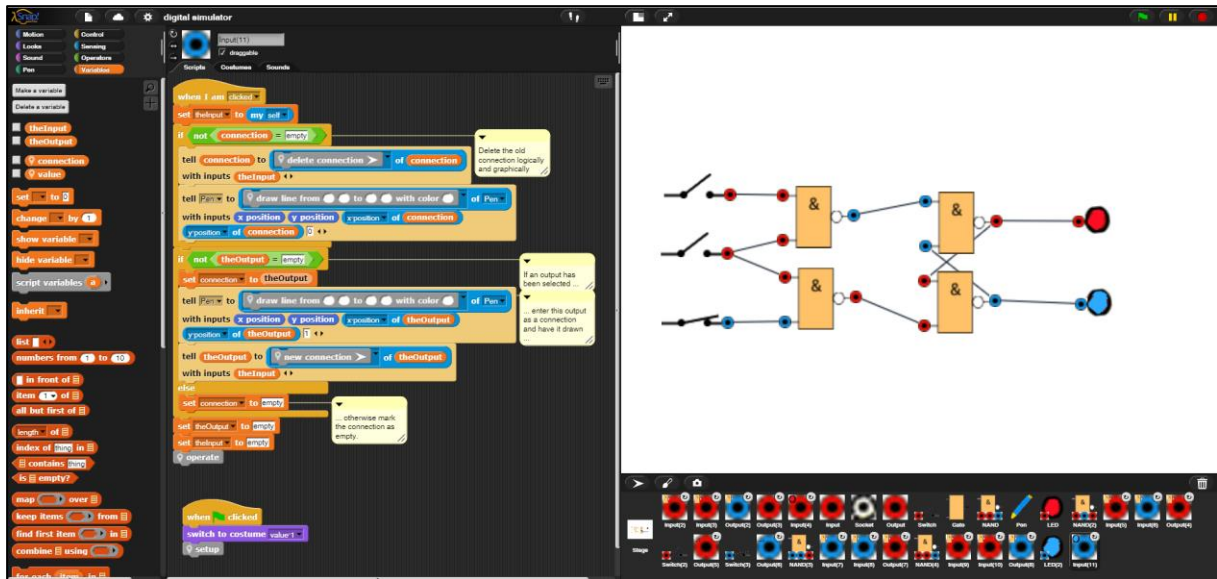 Snap!
digital simulator
Motion
Control
Looks
Sensing
Sound
Operators
Pen
Variables
Make a variable
Delete a variable
theInput
theOutput
connection
value
set to 0
change by 1
show variable
hide variable
script variables a
inherit
list
numbers from 1 to 10
in front of
item 1 of
all but first of
length of
index of thing in
contains thing
is empty?
map over
keep items from
find first item in
combine using
for each item in
Input(11)
draggable
Scripts
Costumes
Sounds
when I am clicked
set theInput to my self
if not connection = empty
tell connection to delete connection of connection
with inputs theInput
tell Pen to draw line from to with color of Pen
with inputs x position y position x position of connection
y position of connection 0
if not theOutput = empty
set connection to theOutput
tell Pen to draw line from to with color of Pen
with inputs x position y position x position of theOutput
y position of theOutput 1
tell theOutput to new connection of theOutput
with inputs theInput
else
set connection to empty
set theOutput to empty
set theInput to empty
operate
when clicked
switch to costume value1
setup
Delete the old
connection logically
and graphically
If an output has
been selected ...
... enter this output
as a connection
and have it drawn
...
... otherwise mark
the connection as
empty.
&
&
&
&
Stage
Input(2)
Input(3)
Output(2)
Output(3)
Input(4)
Input
Socket
Output
Switch
Gate
NAND
Pen
LED
NAND(2)
Input(5)
Input(6)
Output(4)
Switch(2)
Output(5)
Switch(3)
Output(6)
NAND(3)
Input(7)
Input(8)
Output(7)
NAND(4)
Input(9)
Input(10)
Output(8)
LED(2)
Input(11)